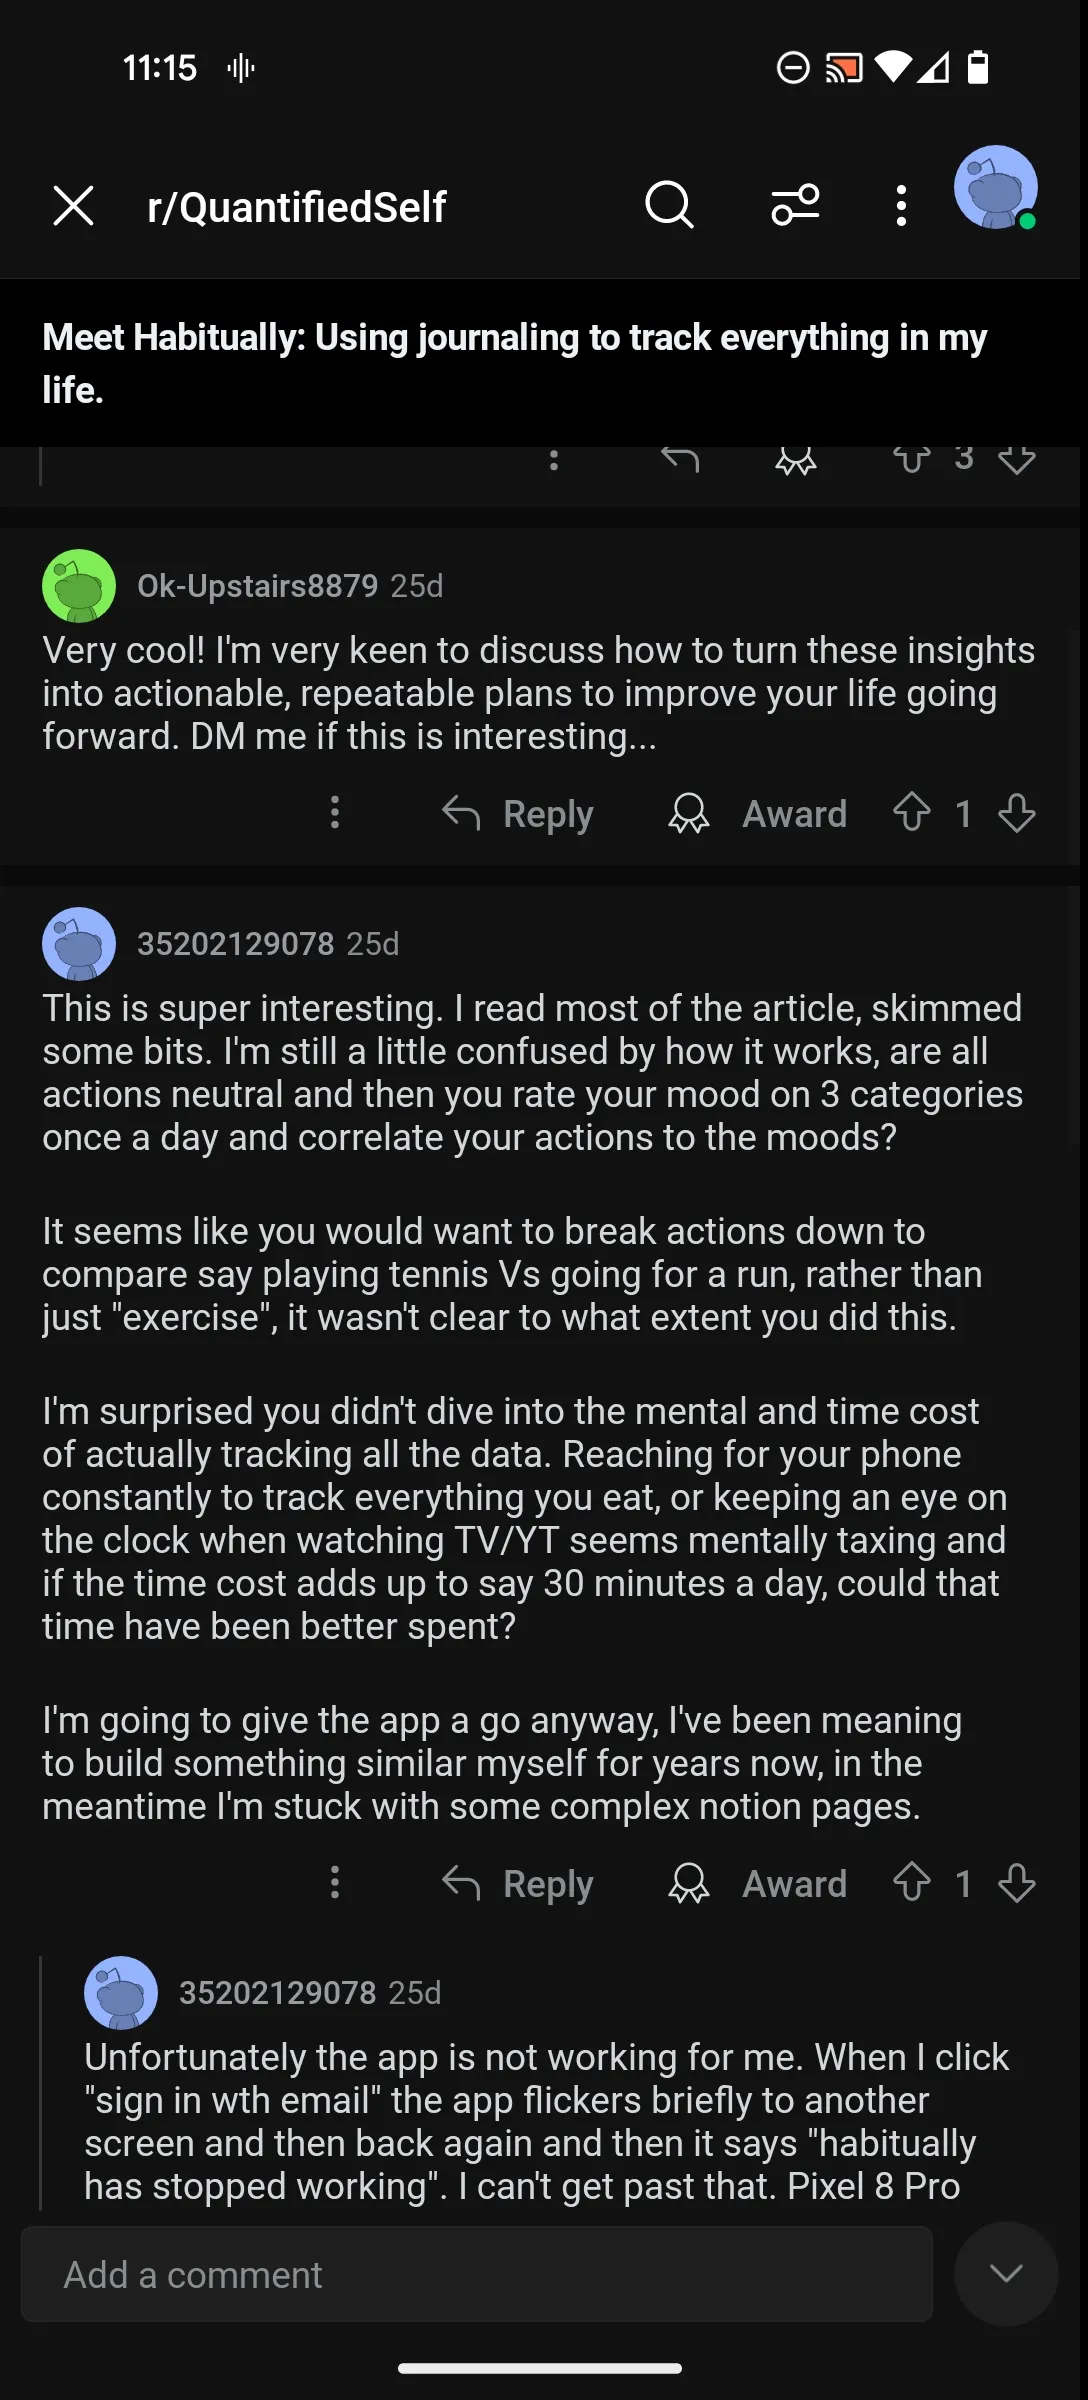 11:15
r/QuantifiedSelf
Meet Habitually: Using journaling to track everything in my
life.
3
Ok-Upstairs8879 25d
Very cool! I'm very keen to discuss how to turn these insights
into actionable, repeatable plans to improve your life going
forward. DM me if this is interesting...
Reply Award 1
35202129078 25d
This is super interesting. I read most of the article, skimmed
some bits. I'm still a little confused by how it works, are all
actions neutral and then you rate your mood on 3 categories
once a day and correlate your actions to the moods?
It seems like you would want to break actions down to
compare say playing tennis Vs going for a run, rather than
just "exercise", it wasn't clear to what extent you did this.
I'm surprised you didn't dive into the mental and time cost
of actually tracking all the data. Reaching for your phone
constantly to track everything you eat, or keeping an eye on
the clock when watching TV/YT seems mentally taxing and
if the time cost adds up to say 30 minutes a day, could that
time have been better spent?
I'm going to give the app a go anyway, I've been meaning
to build something similar myself for years now, in the
meantime I'm stuck with some complex notion pages.
Reply Award 1
35202129078 25d
Unfortunately the app is not working for me. When I click
"sign in wth email" the app flickers briefly to another
screen and then back again and then it says "habitually
has stopped working". I can't get past that. Pixel 8 Pro
Add a comment